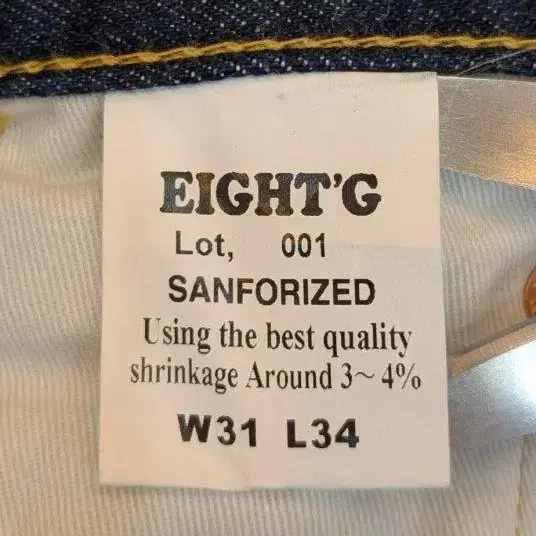 EIGHT'G
Lot, 001
SANFORIZED
Using the best quality
shrinkage Around 3~4%
W31 L34